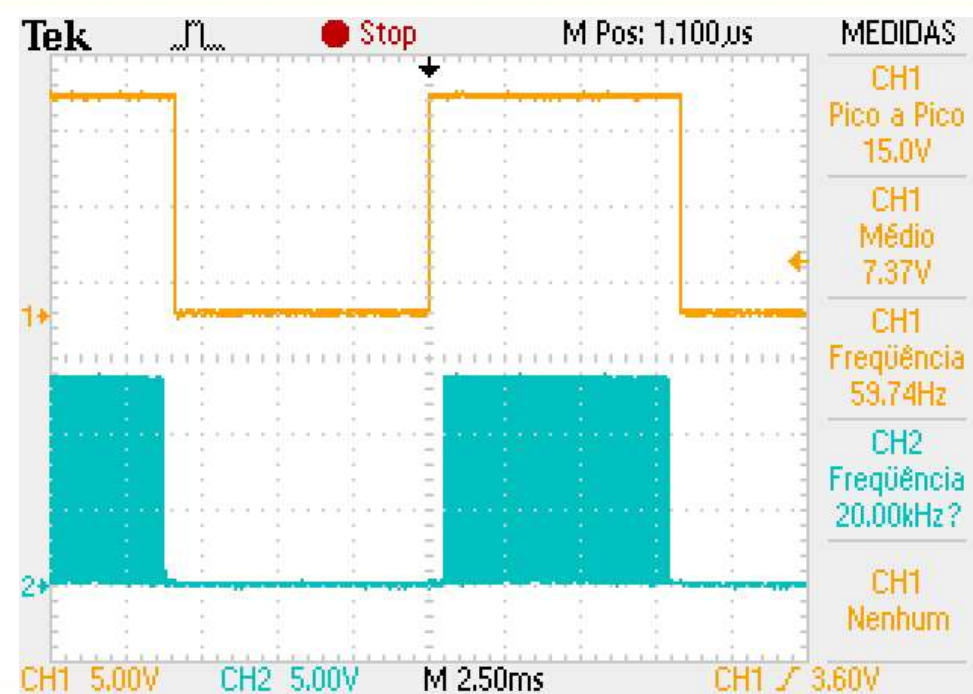 Tek Stop M Pos: 1.100µs MEDIDAS
CH1
Pico a Pico
15.0V
CH1
Médio
7.37V
CH1
Freqüência
59.74Hz
CH2
Freqüência
20.00kHz?
CH1
Nenhum
1
2
CH1 5.00V CH2 5.00V M 2.50ms CH1 3.60V